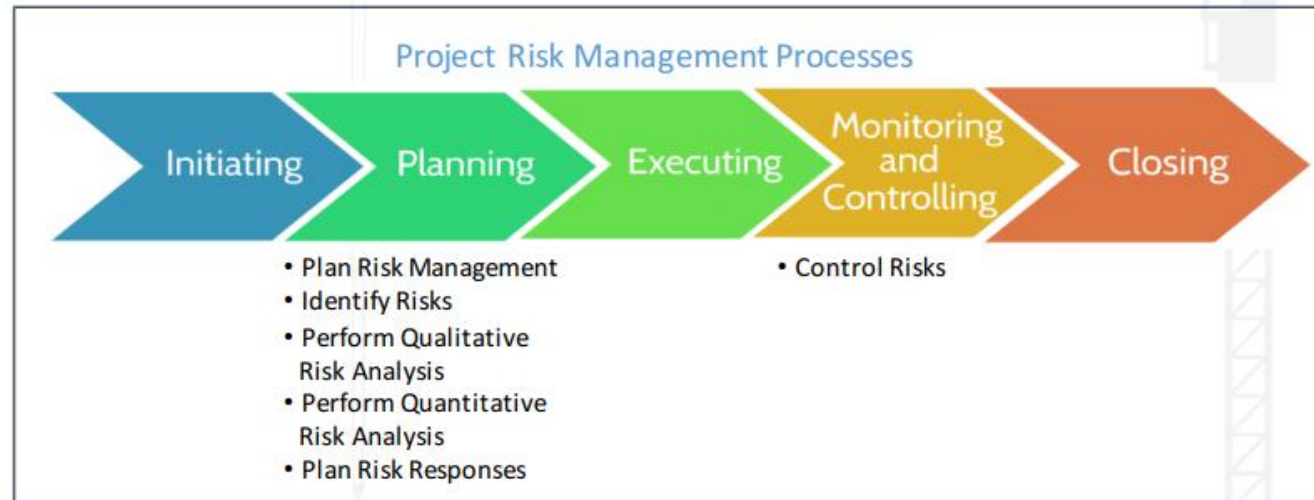 Project Risk Management Processes
Initiating
Planning
Executing
Monitoring
and
Controlling
Closing
• Plan Risk Management
• Identify Risks
• Perform Qualitative
Risk Analysis
• Perform Quantitative
Risk Analysis
• Plan Risk Responses
• Control Risks